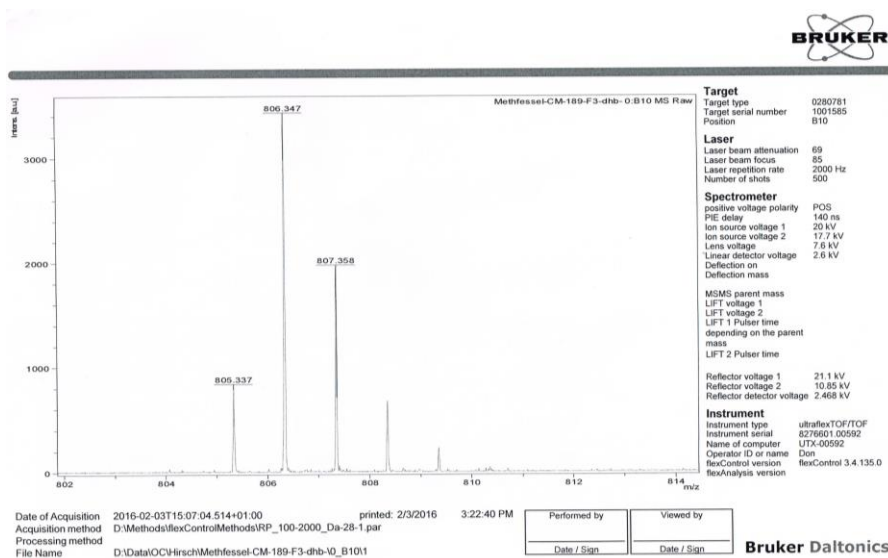 BRUKER
Methfessel-CM-189-F3-dhb- 0:B10 MS Raw
Intens. [a.u.]
3000
2000
1000
0
806.347
807.358
805.337
802
804
806
808
810
812
814
m/z
Target
Target type 0280781
Target serial number 1001585
Position B10
Laser
Laser beam attenuation 69
Laser beam focus 85
Laser repetition rate 2000 Hz
Number of shots 500
Spectrometer
positive voltage polarity POS
PIE delay 140 ns
Ion source voltage 1 20 kV
Ion source voltage 2 17.7 kV
Lens voltage 7.6 kV
Linear detector voltage 2.6 kV
Deflection on
Deflection mass
MSMS parent mass
LIFT voltage 1
LIFT voltage 2
LIFT 1 Pulser time
depending on the parent
mass
LIFT 2 Pulser time
Reflector voltage 1 21.1 kV
Reflector voltage 2 10.85 kV
Reflector detector voltage 2.468 kV
Instrument
Instrument type ultraflexTOF/TOF
Instrument serial 8276601.00592
Name of computer UTX-00592
Operator ID or name Don
flexControl version flexControl 3.4.135.0
flexAnalysis version
Date of Acquisition 2016-02-03T15:07:04.514+01:00 printed: 2/3/2016 3:22:40 PM
Acquisition method D:\Methods\flexControlMethods\RP_100-2000_Da-28-1.par
Processing method
File Name D:\Data\OC\Hirsch\Methfessel-CM-189-F3-dhb-\0_B10\1
Performed by
Date / Sign
Viewed by
Date / Sign
Bruker Daltonics